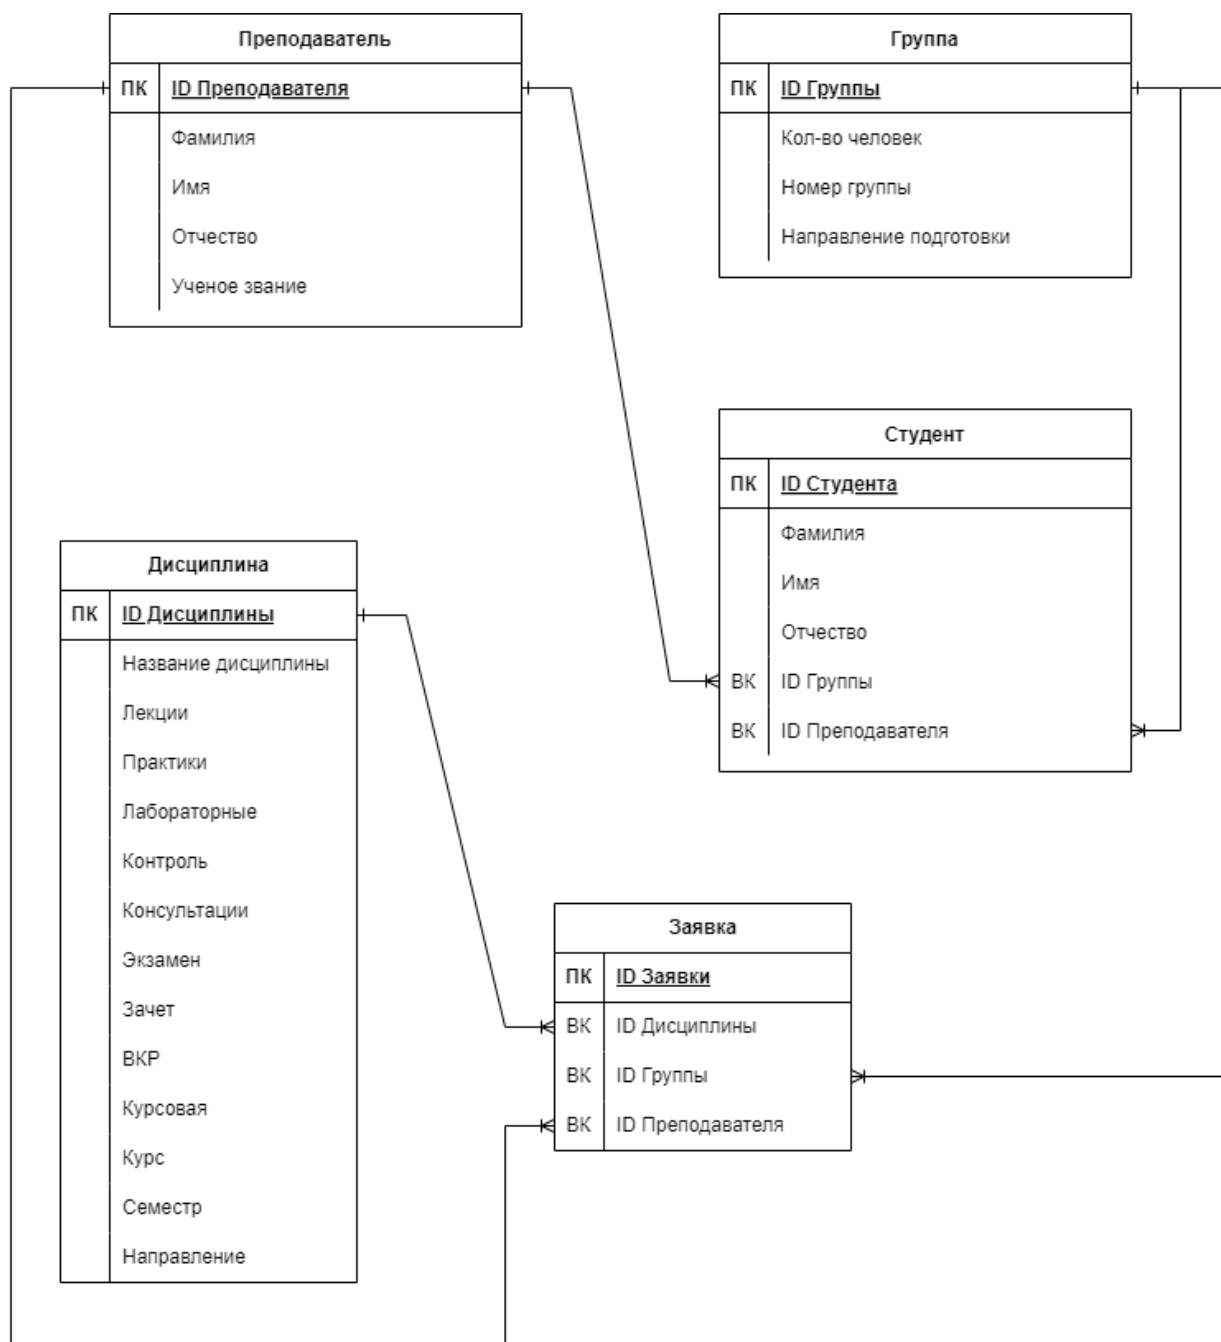 Преподаватель
ПК ID Преподавателя
Фамилия
Имя
Отчество
Ученое звание
Группа
ПК ID Группы
Кол-во человек
Номер группы
Направление подготовки
Студент
ПК ID Студента
Фамилия
Имя
Отчество
ВК ID Группы
ВК ID Преподавателя
Дисциплина
ПК ID Дисциплины
Название дисциплины
Лекции
Практики
Лабораторные
Контроль
Консультации
Экзамен
Зачет
ВКР
Курсовая
Курс
Семестр
Направление
Заявка
ПК ID Заявки
ВК ID Дисциплины
ВК ID Группы
ВК ID Преподавателя